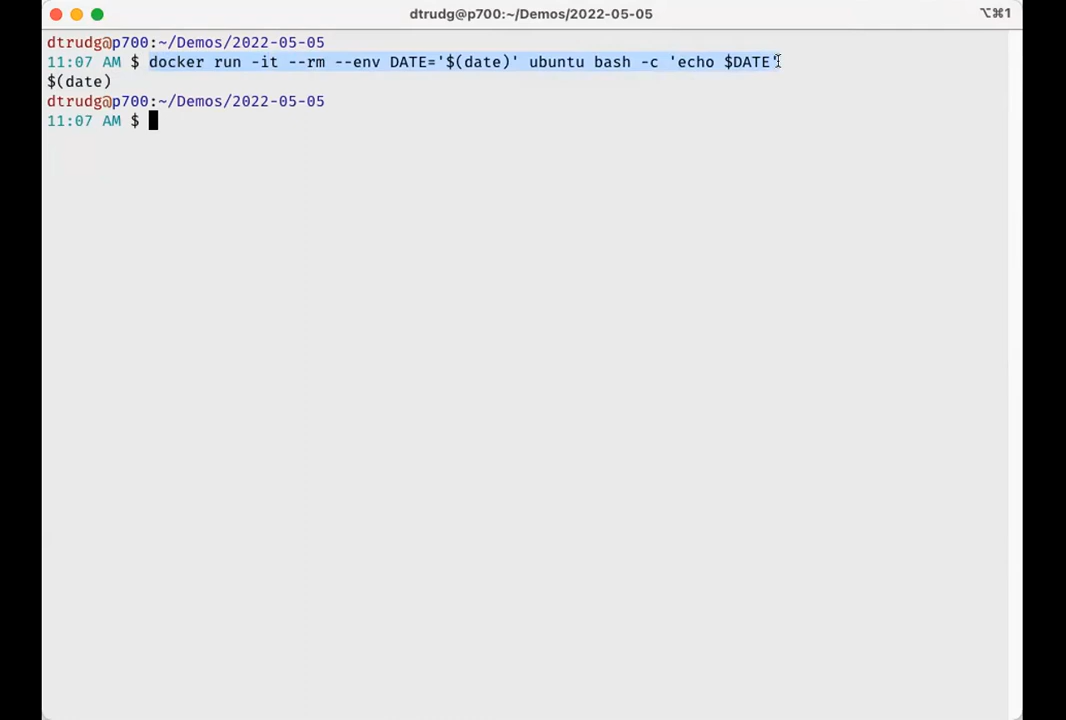 dtrudg@p700:~/Demos/2022-05-05
⌥⌘1
dtrudg@p700:~/Demos/2022-05-05
11:07 AM $ docker run -it --rm --env DATE='$(date)' ubuntu bash -c 'echo $DATE'
$(date)
dtrudg@p700:~/Demos/2022-05-05
11:07 AM $